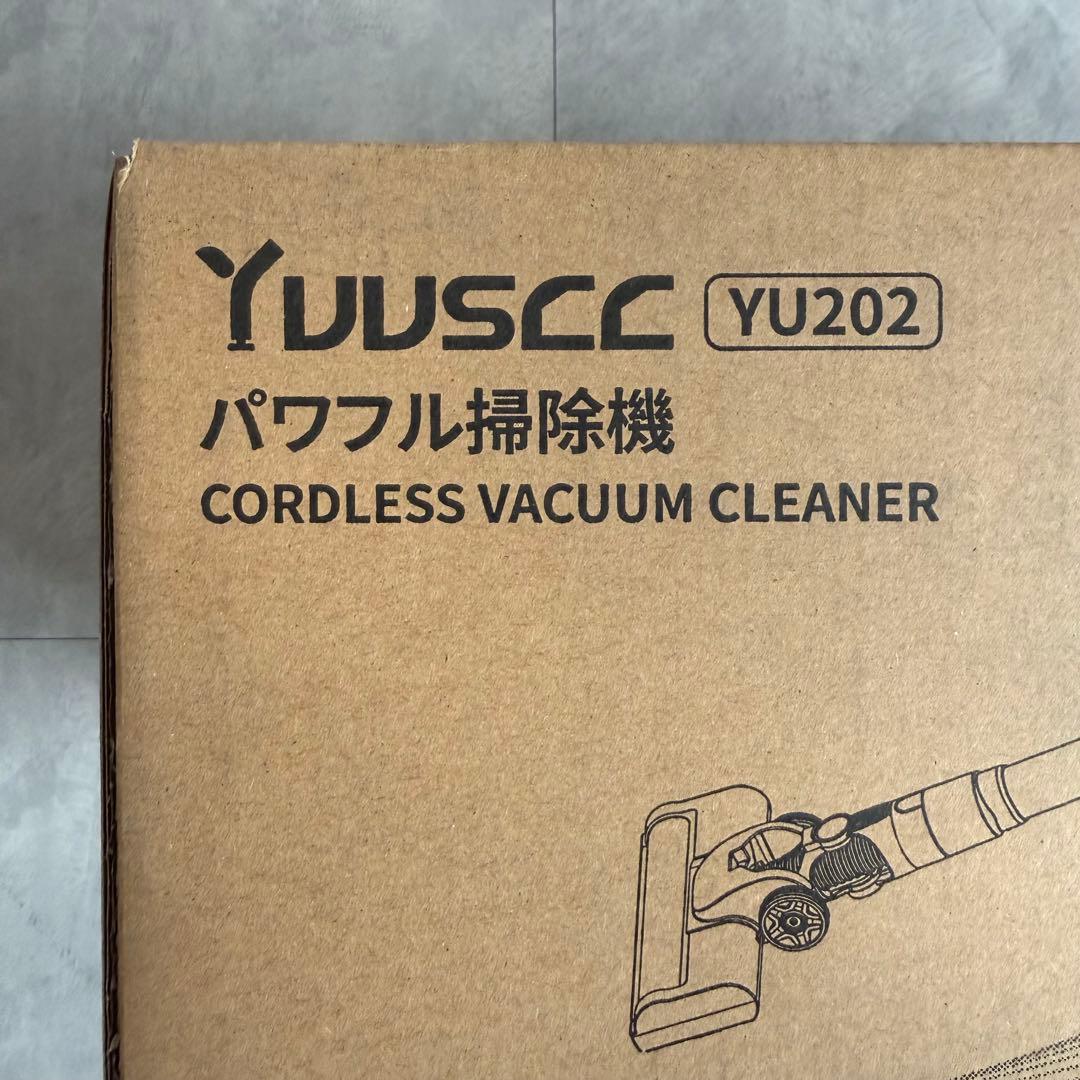 YUUSCC YU202
パワフル掃除機
CORDLESS VACUUM CLEANER